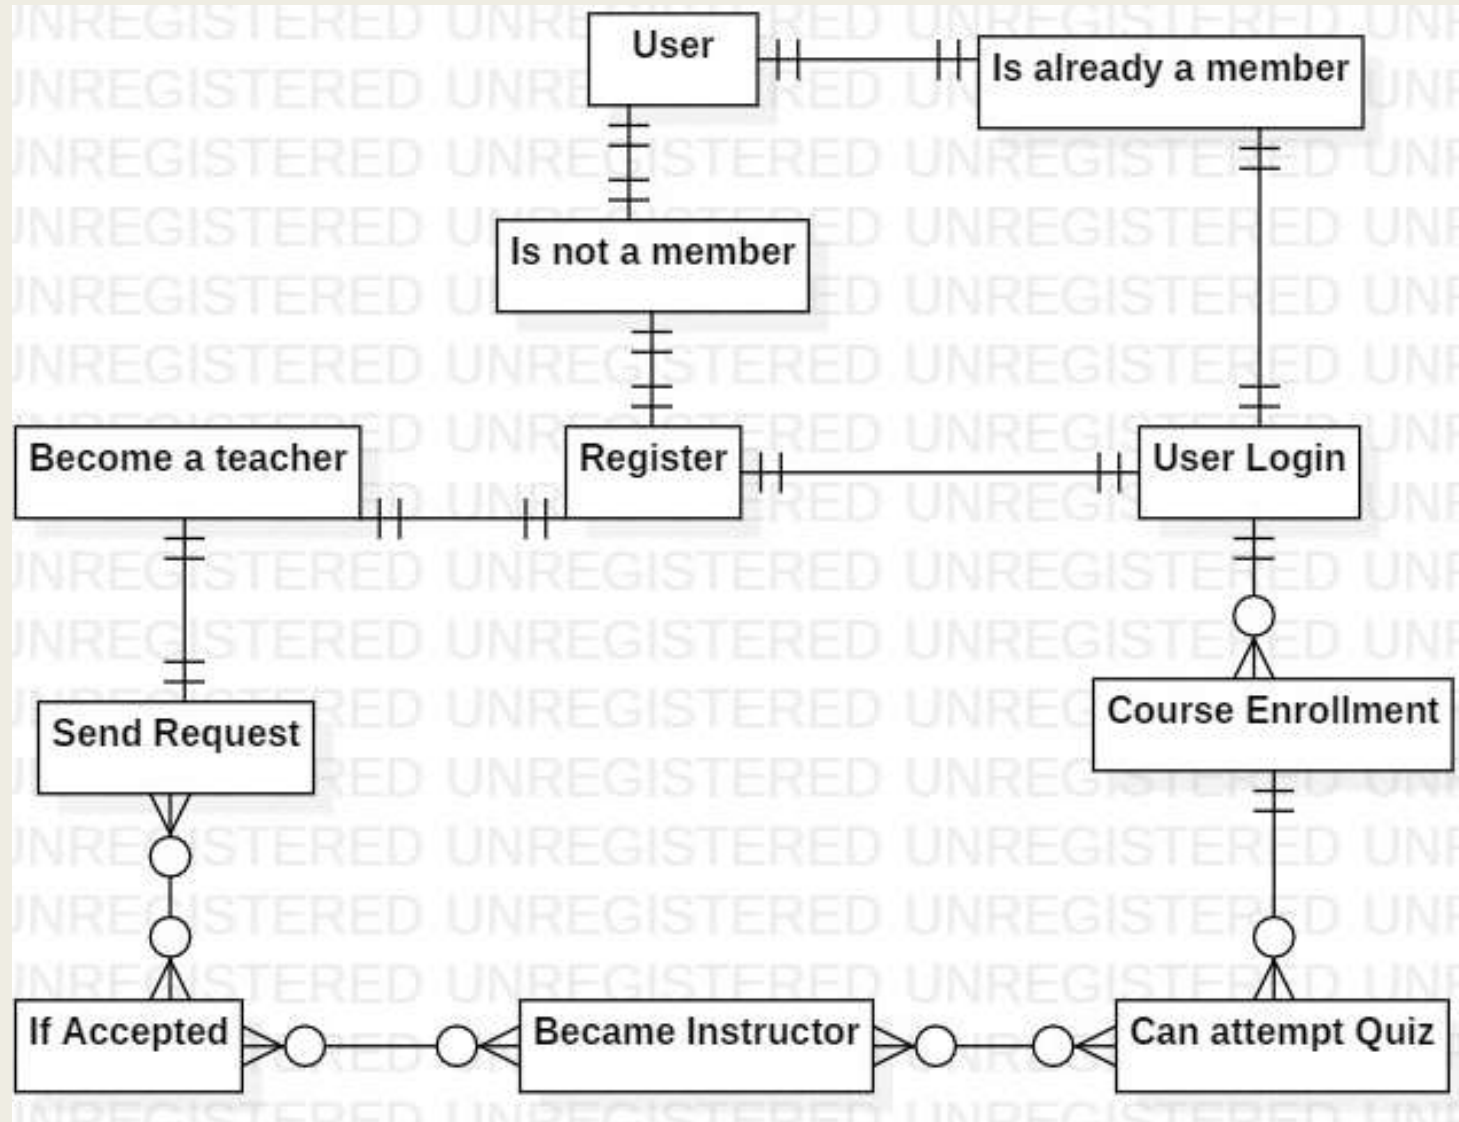 User
Is already a member
Is not a member
Become a teacher
Register
User Login
Send Request
Course Enrollment
If Accepted
Became Instructor
Can attempt Quiz
UNREGISTERED